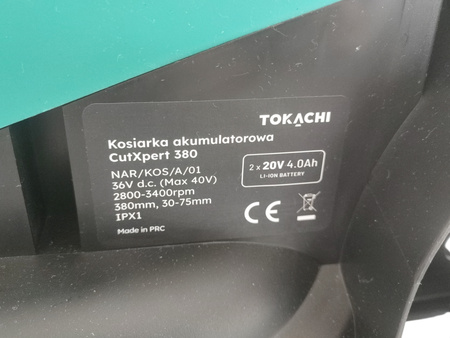 TOKACHI
Kosiarka akumulatorowa
CutXpert 380
NAR/KOS/A/01
36V d.c. (Max 40V)
2800-3400rpm
380mm, 30-75mm
IPX1
2 x 20V 4.0Ah
LI-ION BATTERY
CE
Made in PRC